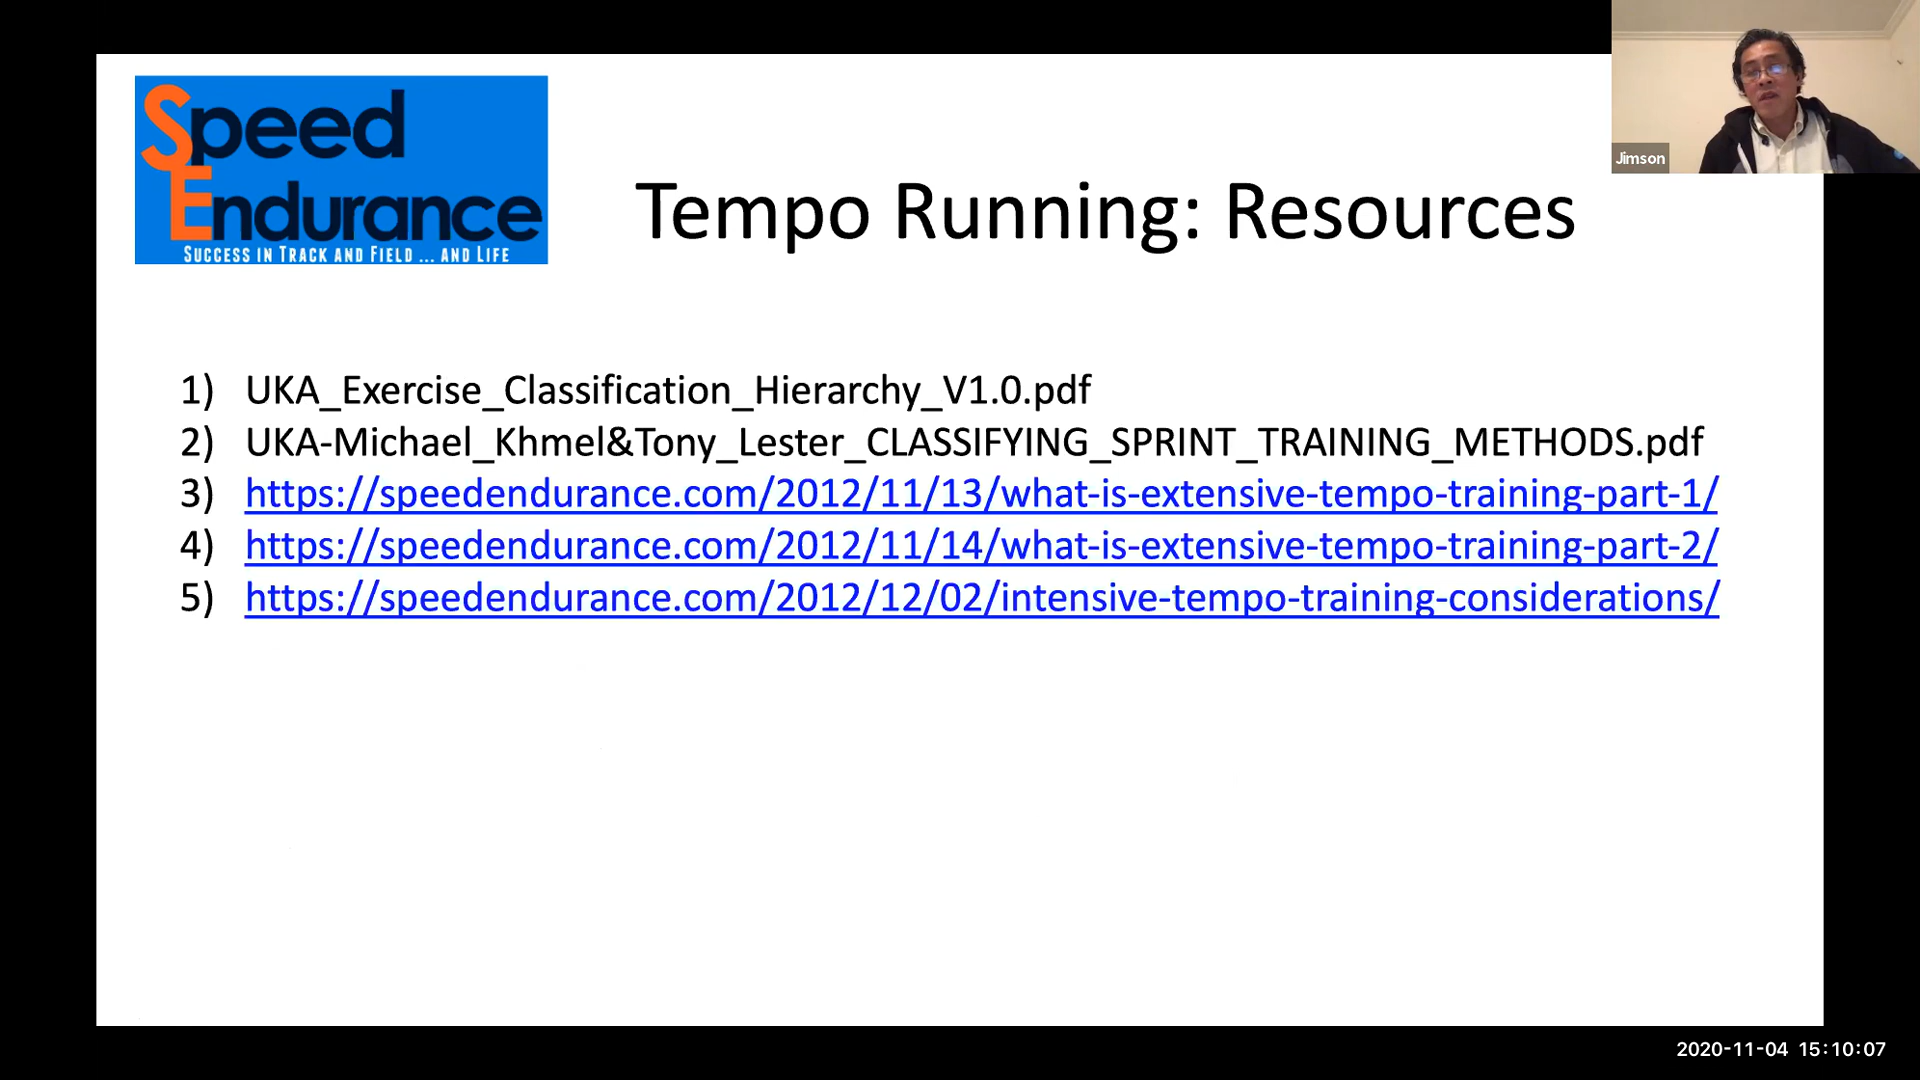 Speed
Endurance
SUCCESS IN TRACK AND FIELD ... AND LIFE
Jimson
Tempo Running: Resources
1) UKA_Exercise_Classification_Hierarchy_V1.0.pdf
2) UKA-Michael_Khmel&Tony_Lester_CLASSIFYING_SPRINT_TRAINING_METHODS.pdf
3) https://speedendurance.com/2012/11/13/what-is-extensive-tempo-training-part-1/
4) https://speedendurance.com/2012/11/14/what-is-extensive-tempo-training-part-2/
5) https://speedendurance.com/2012/12/02/intensive-tempo-training-considerations/
2020-11-04 15:10:07